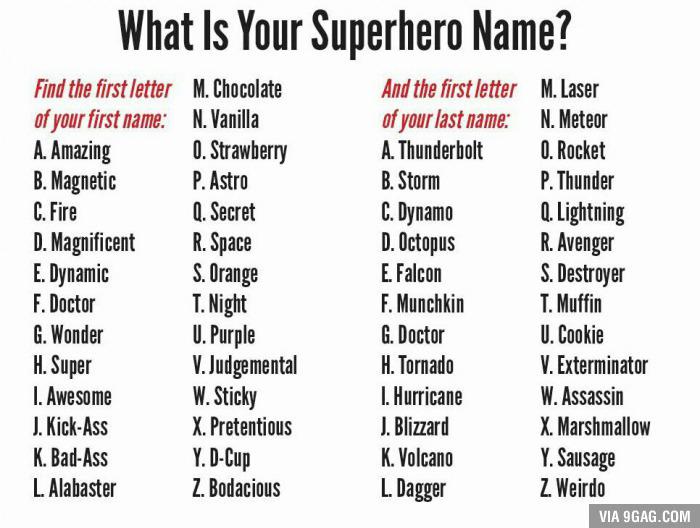 What Is Your Superhero Name?
Find the first letter
of your first name:
A. Amazing
B. Magnetic
C. Fire
D. Magnificent
E. Dynamic
F. Doctor
G. Wonder
H. Super
I. Awesome
J. Kick-Ass
K. Bad-Ass
L. Alabaster
M. Chocolate
N. Vanilla
O. Strawberry
P. Astro
Q. Secret
R. Space
S. Orange
T. Night
U. Purple
V. Judgemental
W. Sticky
X. Pretentious
Y. D-Cup
Z. Bodacious
And the first letter
of your last name:
A. Thunderbolt
B. Storm
C. Dynamo
D. Octopus
E. Falcon
F. Munchkin
G. Doctor
H. Tornado
I. Hurricane
J. Blizzard
K. Volcano
L. Dagger
M. Laser
N. Meteor
O. Rocket
P. Thunder
Q. Lightning
R. Avenger
S. Destroyer
T. Muffin
U. Cookie
V. Exterminator
W. Assassin
X. Marshmallow
Y. Sausage
Z. Weirdo
VIA 9GAG.COM